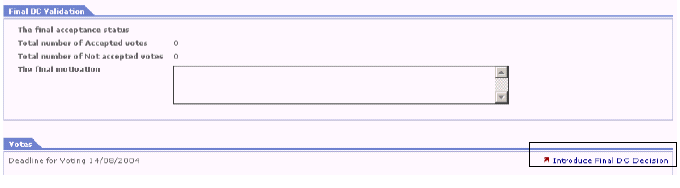 Final DC Validation
The final acceptance status
Total number of Accepted votes 0
Total number of Not accepted votes 0
The final motivation
Votes
Deadline for Voting 14/08/2004
Introduce Final DC Decision